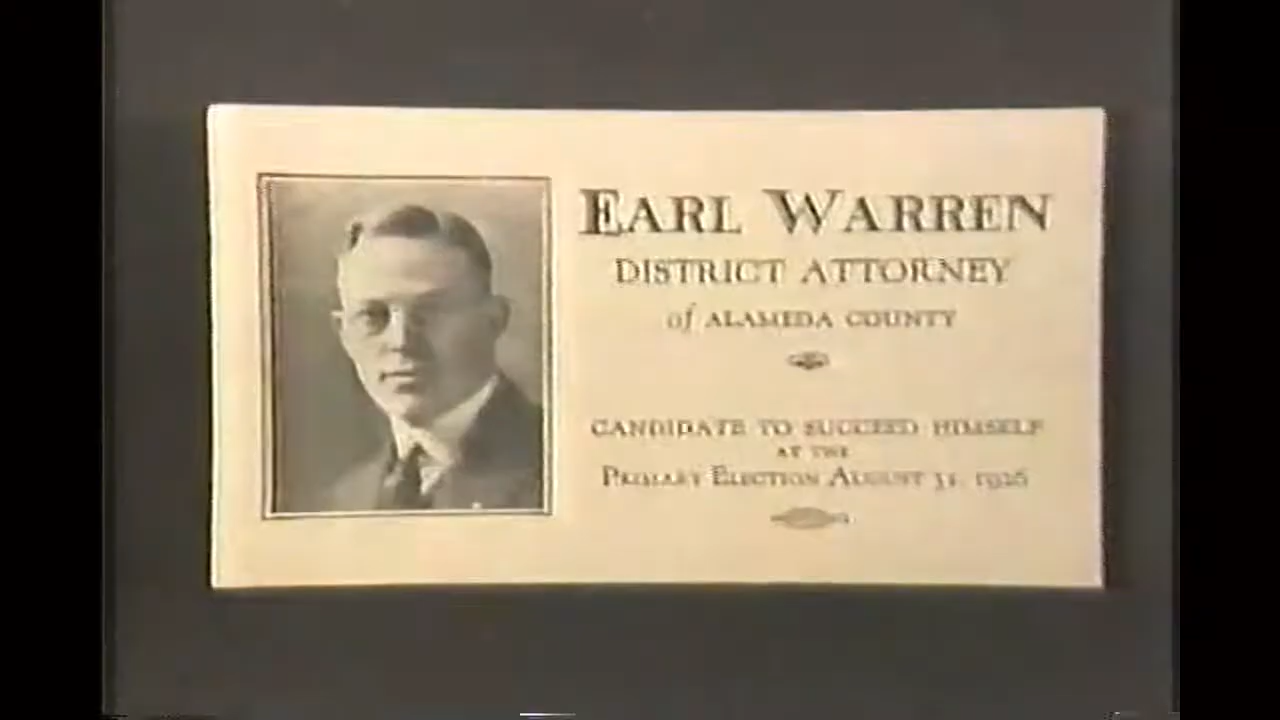 EARL WARREN
DISTRICT ATTORNEY
of ALAMEDA COUNTY
CANDIDATE TO SUCCEED HIMSELF
AT THE
PRIMARY ELECTION AUGUST 31, 1926